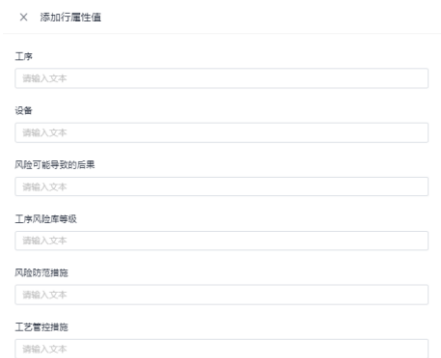 × 添加行属性值
工序
请输入文本
设备
请输入文本
风险可能导致的后果
请输入文本
工序风险库等级
请输入文本
风险防范措施
请输入文本
工艺管控措施
请输入文本